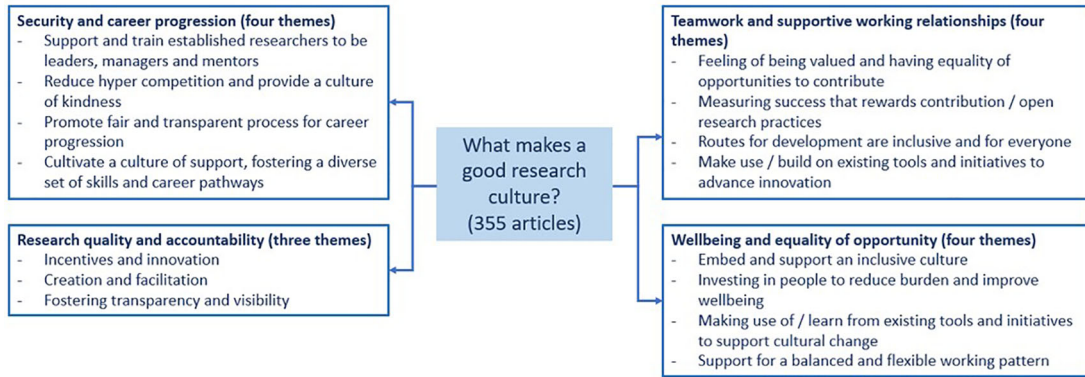 Security and career progression (four themes)
- Support and train established researchers to be
leaders, managers and mentors
- Reduce hyper competition and provide a culture
of kindness
- Promote fair and transparent process for career
progression
- Cultivate a culture of support, fostering a diverse
set of skills and career pathways
Research quality and accountability (three themes)
- Incentives and innovation
- Creation and facilitation
- Fostering transparency and visibility
What makes a
good research
culture?
(355 articles)
Teamwork and supportive working relationships (four
themes)
- Feeling of being valued and having equality of
opportunities to contribute
- Measuring success that rewards contribution / open
research practices
- Routes for development are inclusive and for everyone
- Make use / build on existing tools and initiatives to
advance innovation
Wellbeing and equality of opportunity (four themes)
- Embed and support an inclusive culture
- Investing in people to reduce burden and improve
wellbeing
- Making use of / learn from existing tools and initiatives
to support cultural change
- Support for a balanced and flexible working pattern